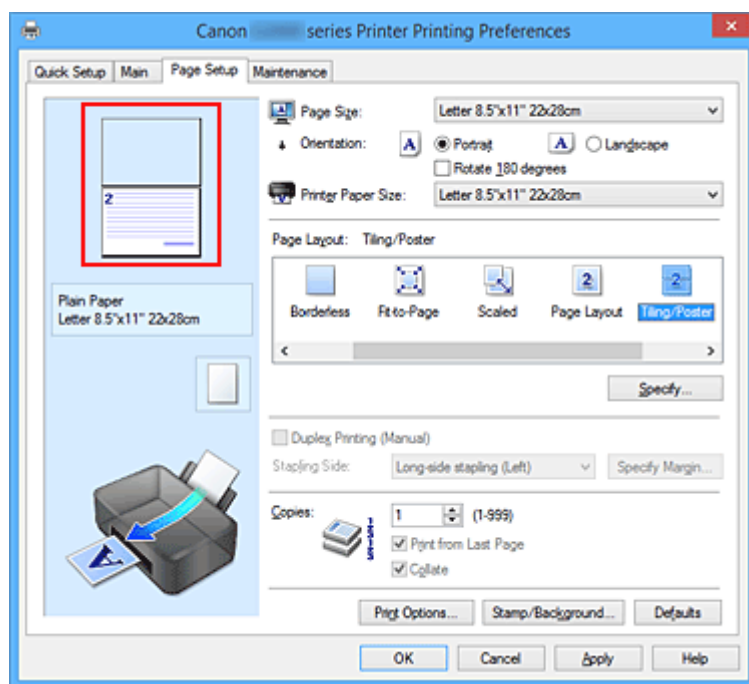 Canon series Printer Printing Preferences
Quick Setup Main Page Setup Maintenance
2
Plain Paper
Letter 8.5"x11" 22x28cm
A
Page Size: Letter 8.5"x11" 22x28cm
Orientation: A Portrait A Landscape
Rotate 180 degrees
Printer Paper Size: Letter 8.5"x11" 22x28cm
Page Layout: Tiling/Poster
2 2
Borderless Fit-to-Page Scaled Page Layout Tiling/Poster
Specify...
Duplex Printing (Manual)
Stapling Side: Long-side stapling (Left) Specify Margin...
Copies: 1 (1-999)
Print from Last Page
Collate
Print Options... Stamp/Background... Defaults
OK Cancel Apply Help